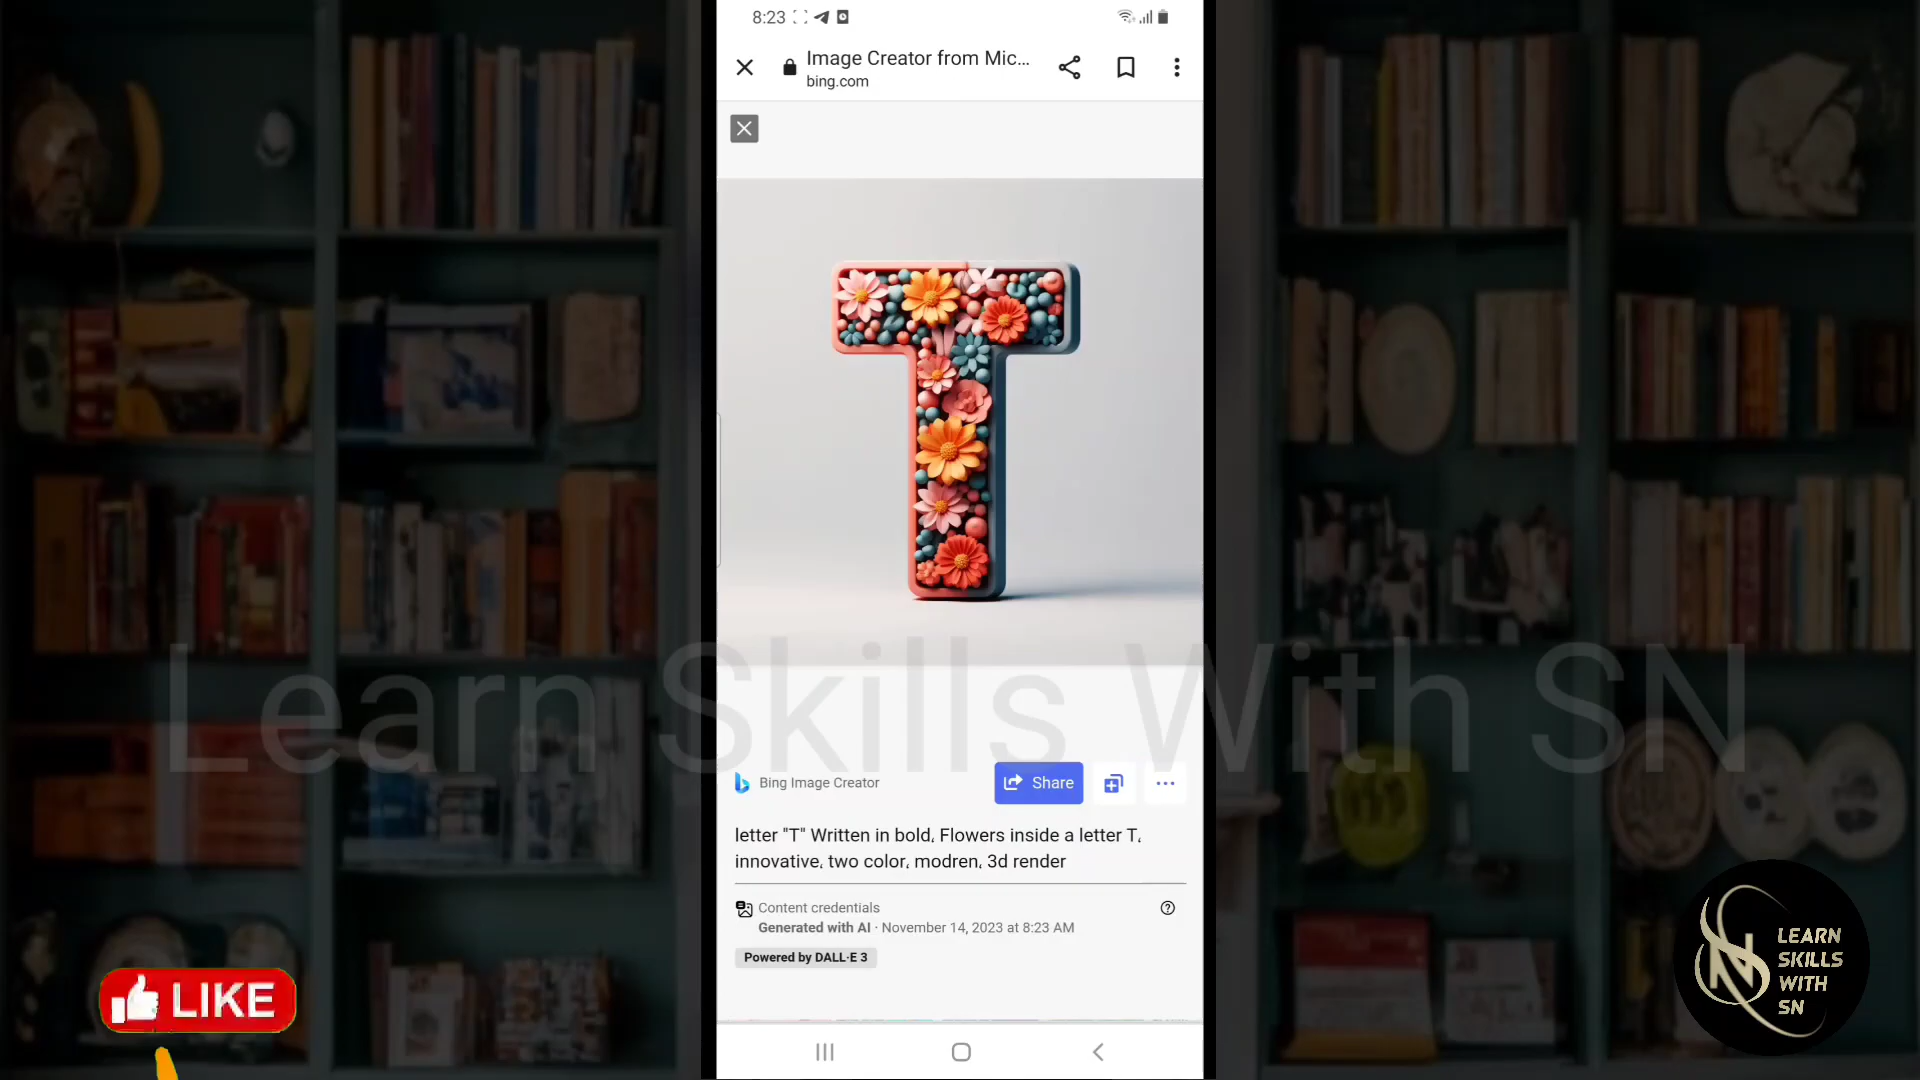 8:23
Image Creator from Mic...
bing.com
T
Learn Skills With SN
Bing Image Creator
Share
letter "T" Written in bold، Flowers inside a letter T،
innovative، two color، modren، 3d render
Content credentials
Generated with AI · November 14, 2023 at 8:23 AM
Powered by DALL·E 3
LIKE
LEARN
SKILLS
WITH
SN